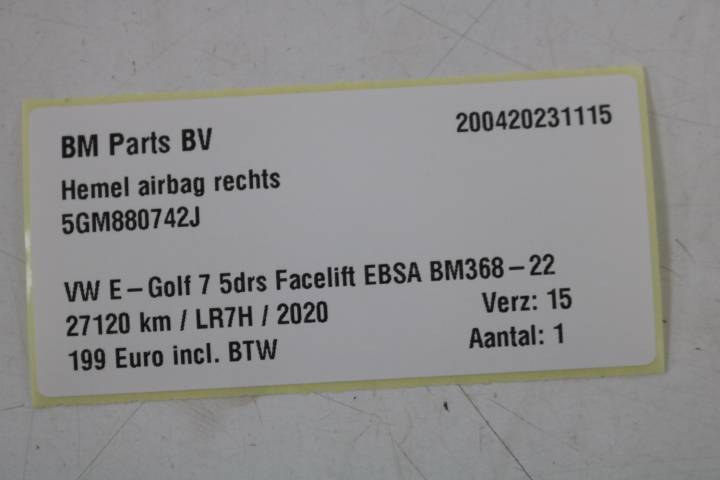 BM Parts BV
200420231115
Hemel airbag rechts
5GM880742J
VW E-Golf 7 5drs Facelift EBSA BM368-22
27120 km / LR7H / 2020
Verz: 15
199 Euro incl. BTW
Aantal: 1